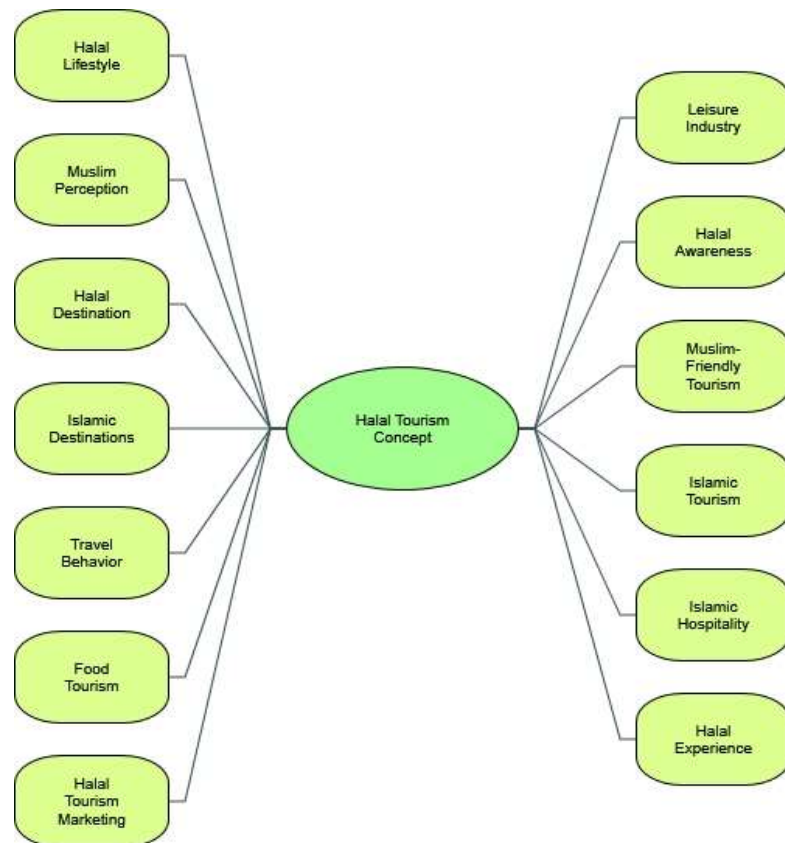 Halal
Lifestyle
Muslim
Perception
Halal
Destination
Islamic
Destinations
Travel
Behavior
Food
Tourism
Halal
Tourism
Marketing
Halal Tourism
Concept
Leisure
Industry
Halal
Awareness
Muslim-
Friendly
Tourism
Islamic
Tourism
Islamic
Hospitality
Halal
Experience